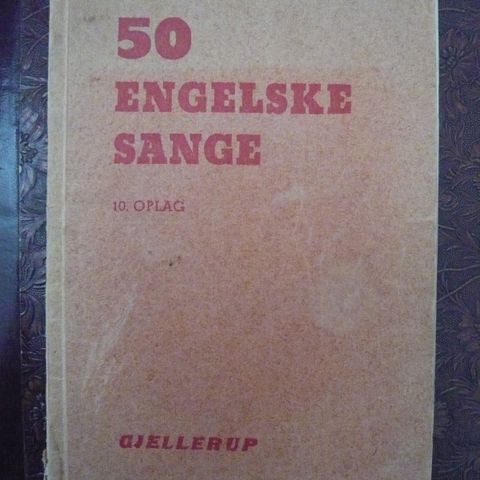 50
ENGELSKE
SANGE
10. OPLAG
GJELLERUP